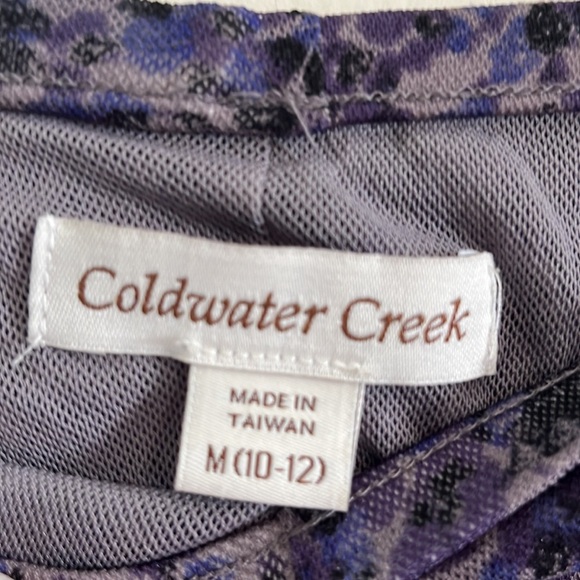 Coldwater Creek
MADE IN
TAIWAN
M (10-12)